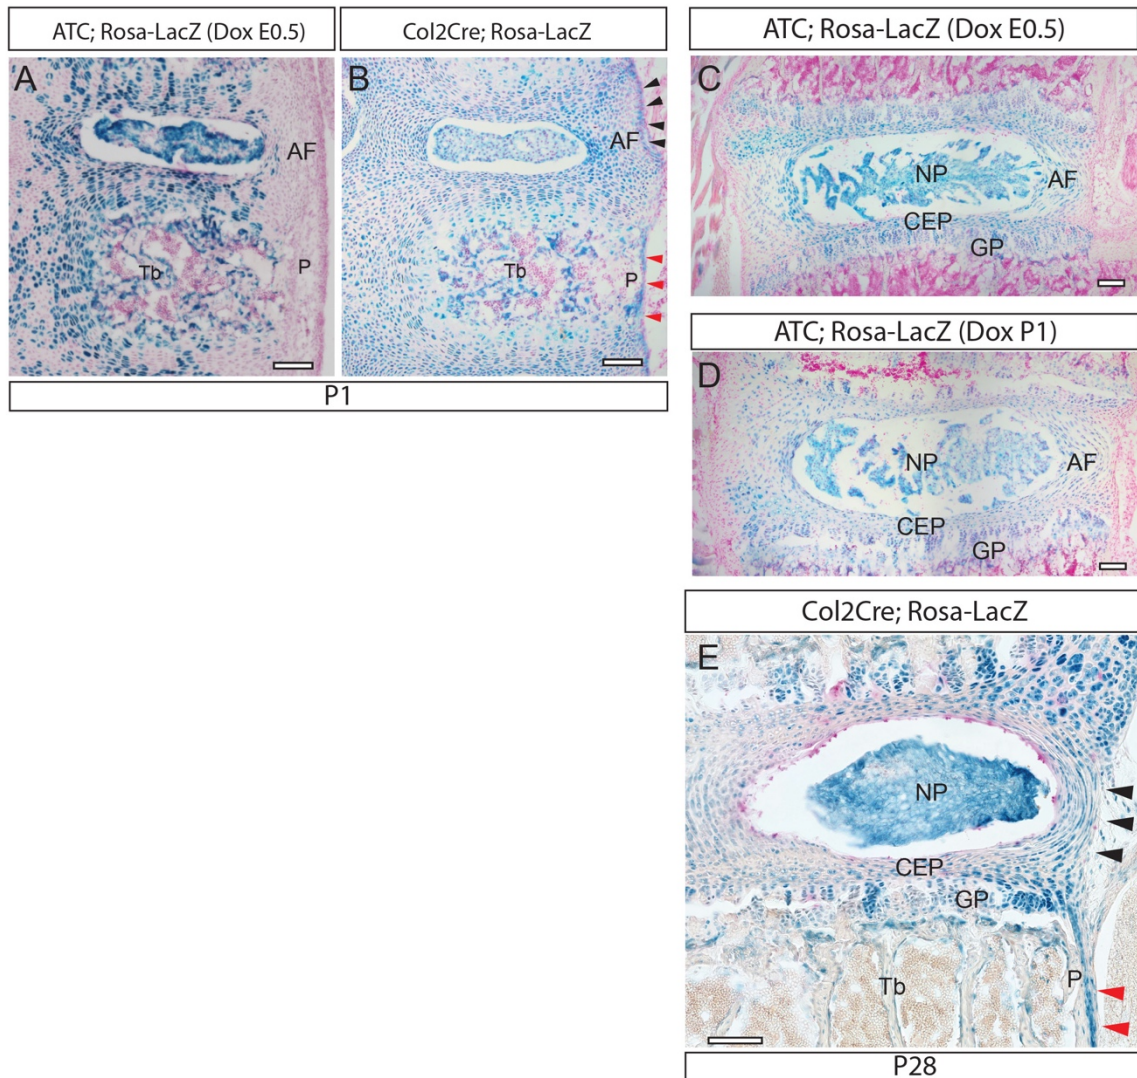 ATC; Rosa-LacZ (Dox E0.5)
Col2Cre; Rosa-LacZ
A
AF
Tb
P
B
AF
Tb
P
P1
ATC; Rosa-LacZ (Dox E0.5)
C
NP
AF
CEP
GP
ATC; Rosa-LacZ (Dox P1)
D
NP
AF
CEP
GP
Col2Cre; Rosa-LacZ
E
NP
CEP
GP
Tb
P
P28